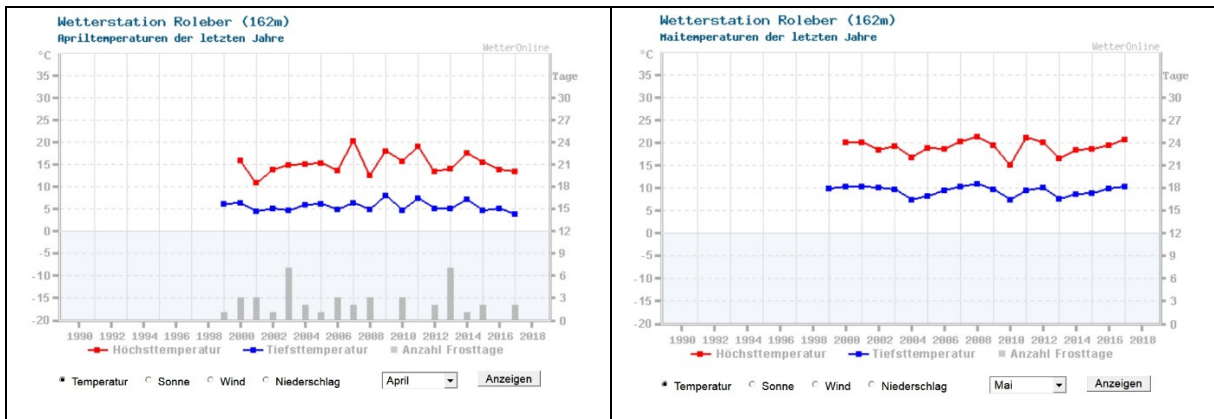 Wetterstation Roleber (162m)
Apriltemperaturen der letzten Jahre
WetterOnline
°C
Tage
35
30
30
27
25
24
20
21
15
18
10
15
5
12
0
9
-5
6
-10
3
-15
0
-20
1990 1992 1994 1996 1998 2000 2002 2004 2006 2008 2010 2012 2014 2016 2018
Höchsttemperatur Tiefsttemperatur Anzahl Frosttage
Temperatur Sonne Wind Niederschlag April Anzeigen
Wetterstation Roleber (162m)
Maitemperaturen der letzten Jahre
WetterOnline
°C
Tage
35
30
30
27
25
24
20
21
15
18
10
15
5
12
0
9
-5
6
-10
3
-15
0
-20
1990 1992 1994 1996 1998 2000 2002 2004 2006 2008 2010 2012 2014 2016 2018
Höchsttemperatur Tiefsttemperatur Anzahl Frosttage
Temperatur Sonne Wind Niederschlag Mai Anzeigen